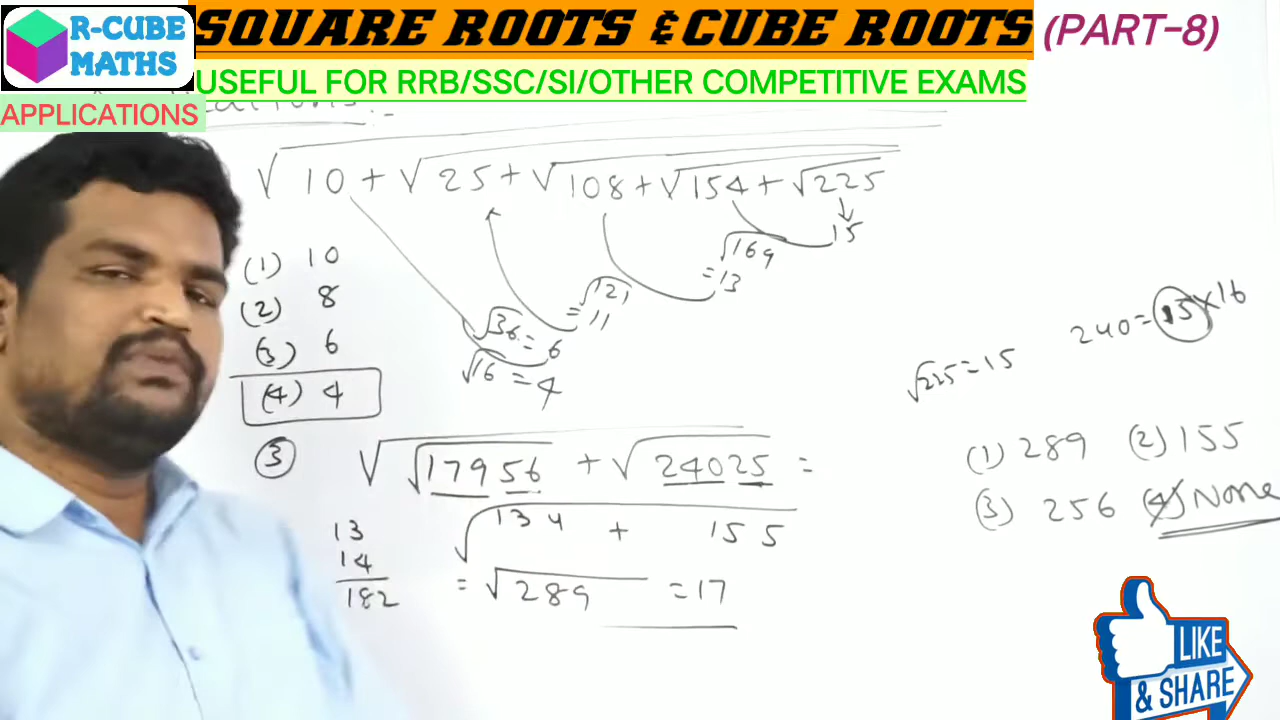 R-CUBE
MATHS
SQUARE ROOTS & CUBE ROOTS (PART-8)
USEFUL FOR RRB/SSC/SI/OTHER COMPETITIVE EXAMS
APPLICATIONS
√10 + √25 + √108 + √154 + √225
15
√169
= 13
√121
= 11
√36 = 6
√16 = 4
(1) 10
(2) 8
(3) 6
(4) 4
240 = 15 × 16
√225 = 15
(3) √√17956 + √24025 =
(1) 289 (2) 155
(3) 256 (4) None
√134 + 155
13
14
182
= √289 = 17
LIKE
& SHARE